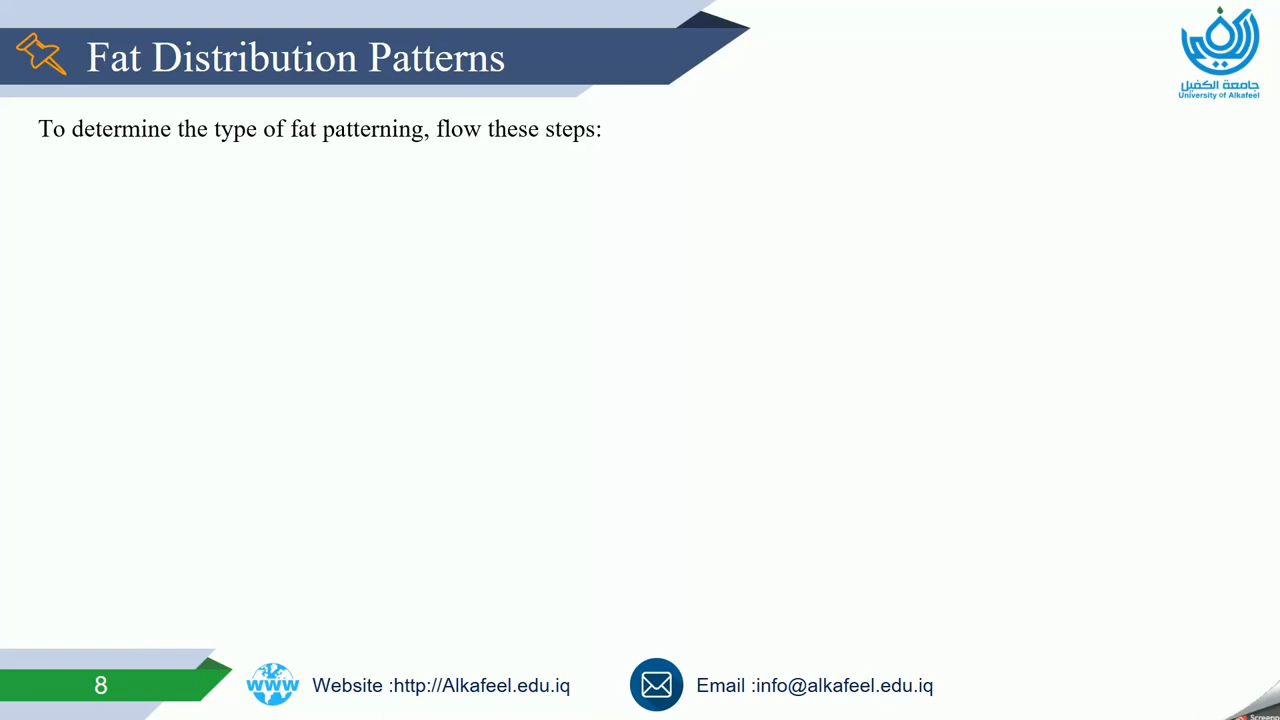 Fat Distribution Patterns
جامعة الكفيل
University of Alkafeel
To determine the type of fat patterning, flow these steps:
8
WWW
Website :http://Alkafeel.edu.iq
Email :info@alkafeel.edu.iq